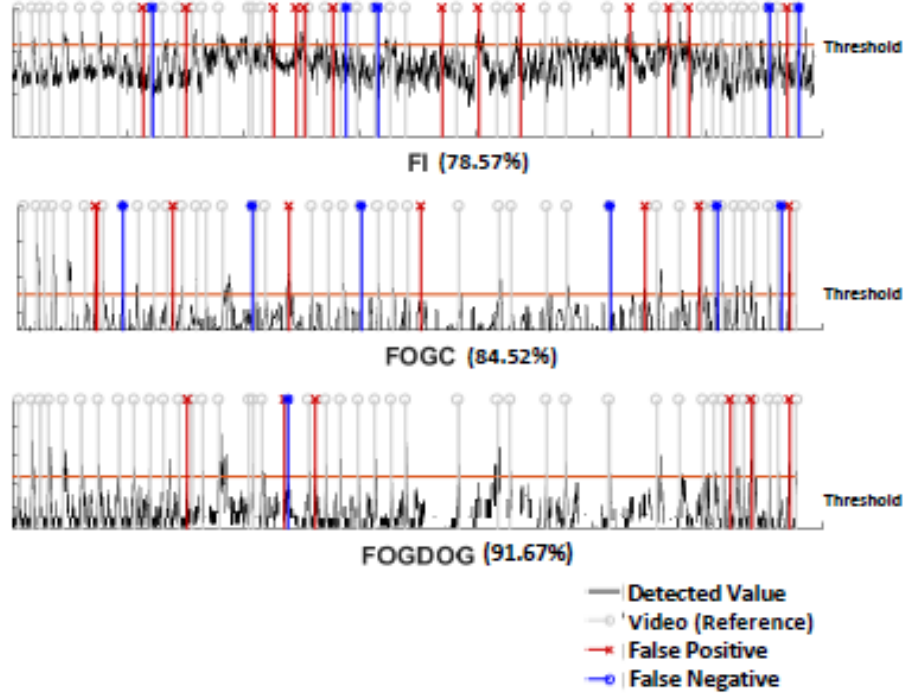 Threshold
FI (78.57%)
Threshold
FOGC (84.52%)
Threshold
FOGDOG (91.67%)
Detected Value
Video (Reference)
False Positive
False Negative